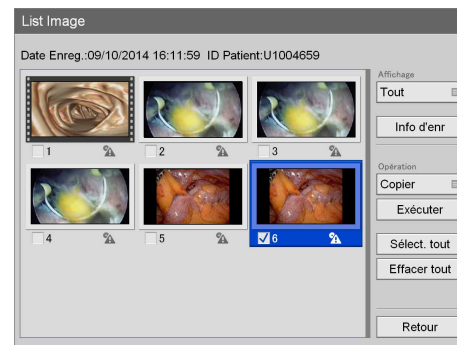 List Image
Date Enreg.:09/10/2014 16:11:59 ID Patient:U1004659
Affichage
Tout
Info d'enr
1
2
3
Opération
Copier
Exécuter
4
5
6
Sélect. tout
Effacer tout
Retour